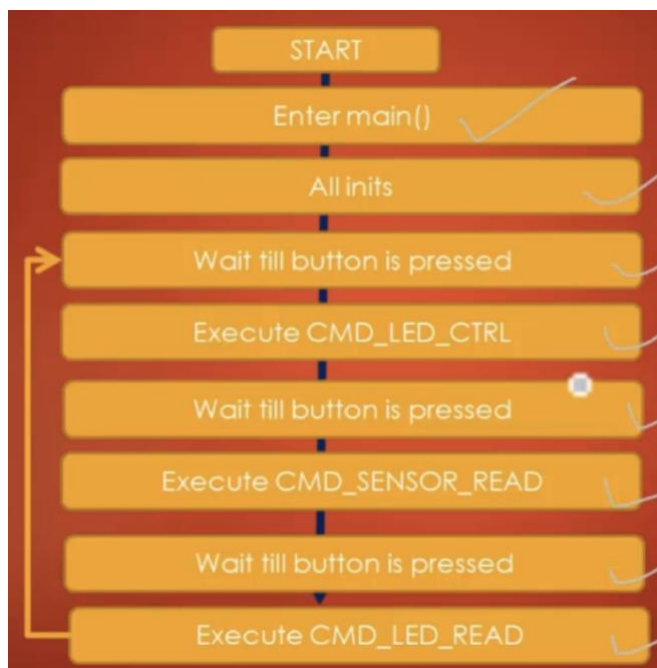 START
Enter main()
All inits
Wait till button is pressed
Execute CMD_LED_CTRL
Wait till button is pressed
Execute CMD_SENSOR_READ
Wait till button is pressed
Execute CMD_LED_READ